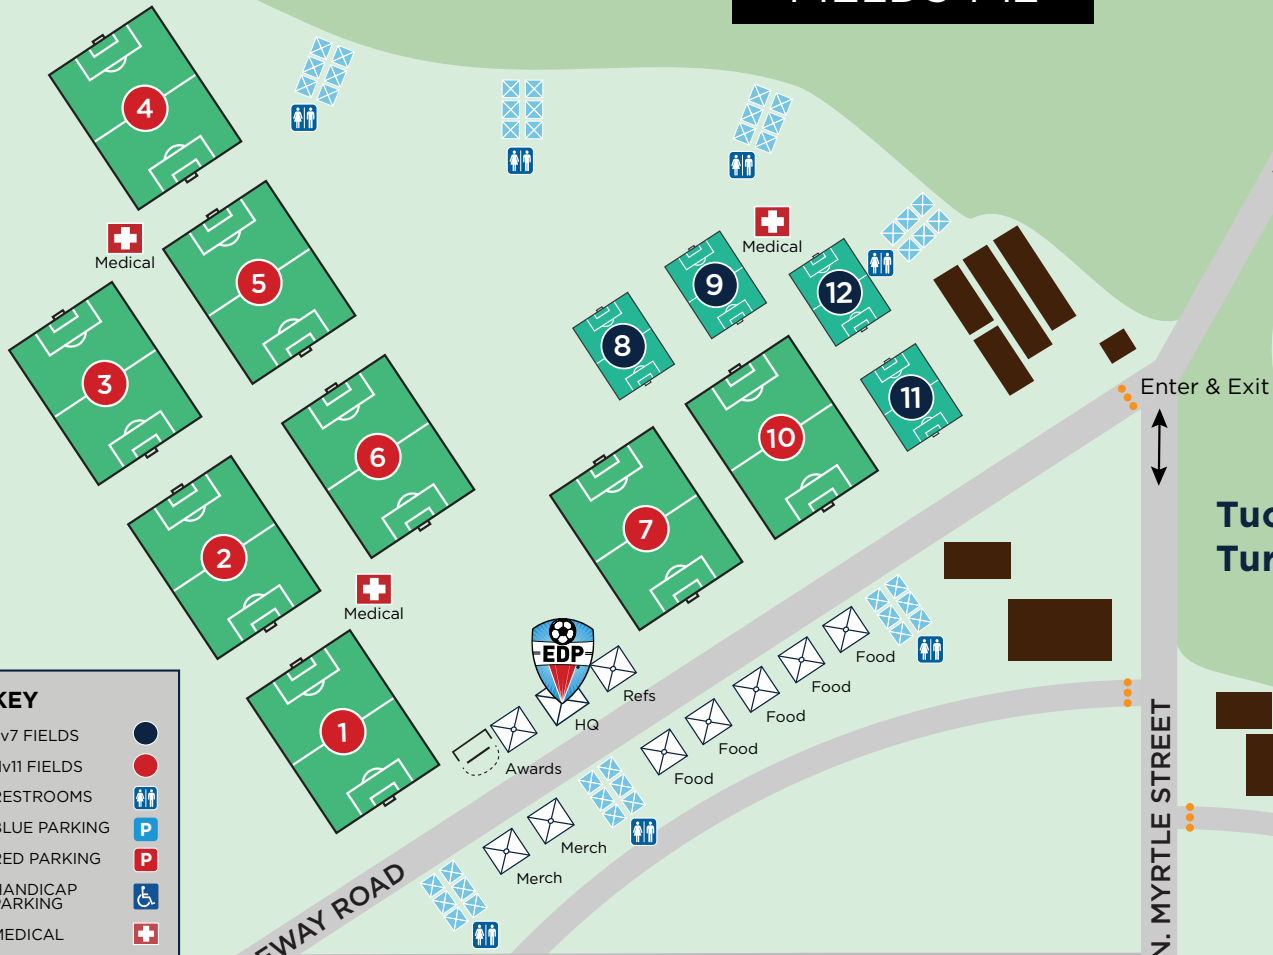 4
Medical
5
9
Medical
12
8
3
11
Enter & Exit
6
10
7
2
Medical
Tuc
Tur
EDP
Food
Food
Refs
Food
HQ
Food
Awards
Food
1
Merch
Merch
EWAY ROAD
N. MYRTLE STREET
KEY
v7 FIELDS
v11 FIELDS
RESTROOMS
BLUE PARKING
P
RED PARKING
P
HANDICAP
PARKING
MEDICAL